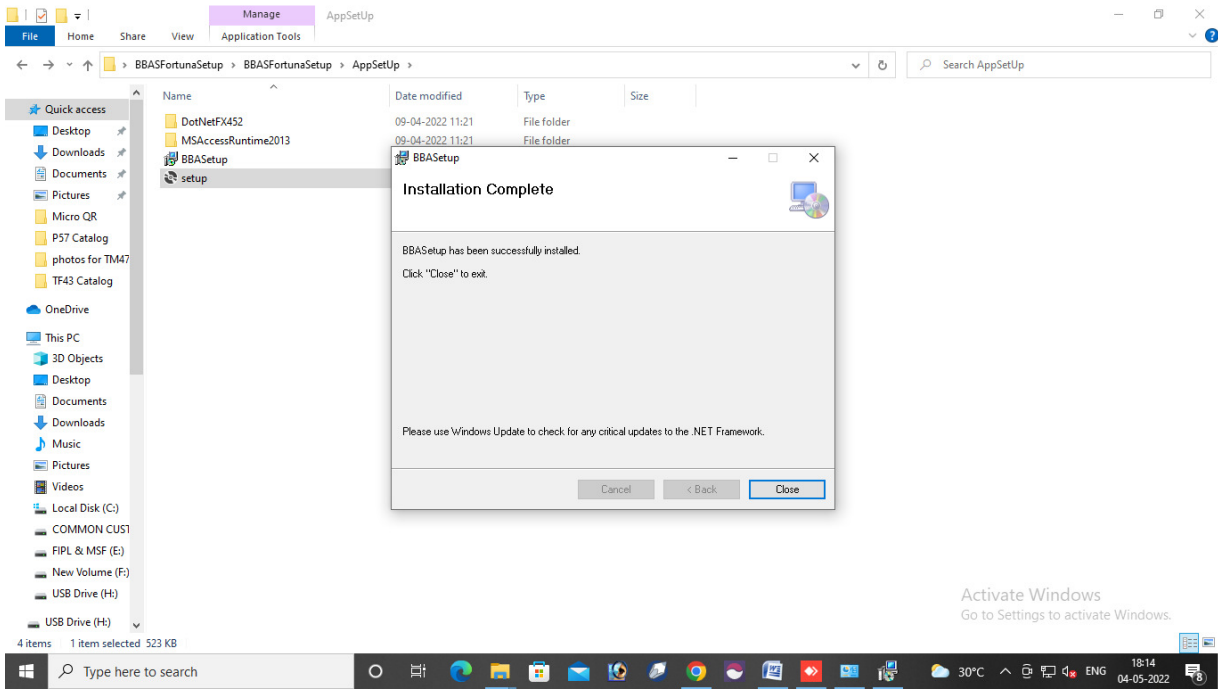 Manage AppSetUp
File Home Share View Application Tools
BBASFortunaSetup › BBASFortunaSetup › AppSetUp › Search AppSetUp
Name Date modified Type Size
DotNetFX452 09-04-2022 11:21 File folder
MSAccessRuntime2013 09-04-2022 11:21 File folder
BBASetup
setup
Quick access
Desktop
Downloads
Documents
Pictures
Micro QR
P57 Catalog
photos for TM47
TF43 Catalog
OneDrive
This PC
3D Objects
Desktop
Documents
Downloads
Music
Pictures
Videos
Local Disk (C:)
COMMON CUST
FIPL & MSF (E:)
New Volume (F:)
USB Drive (H:)
USB Drive (H:)
BBASetup
Installation Complete
BBASetup has been successfully installed.
Click "Close" to exit.
Please use Windows Update to check for any critical updates to the .NET Framework.
Cancel < Back Close
Activate Windows
Go to Settings to activate Windows.
4 items 1 item selected 523 KB
Type here to search
30°C ENG 18:14
04-05-2022
8